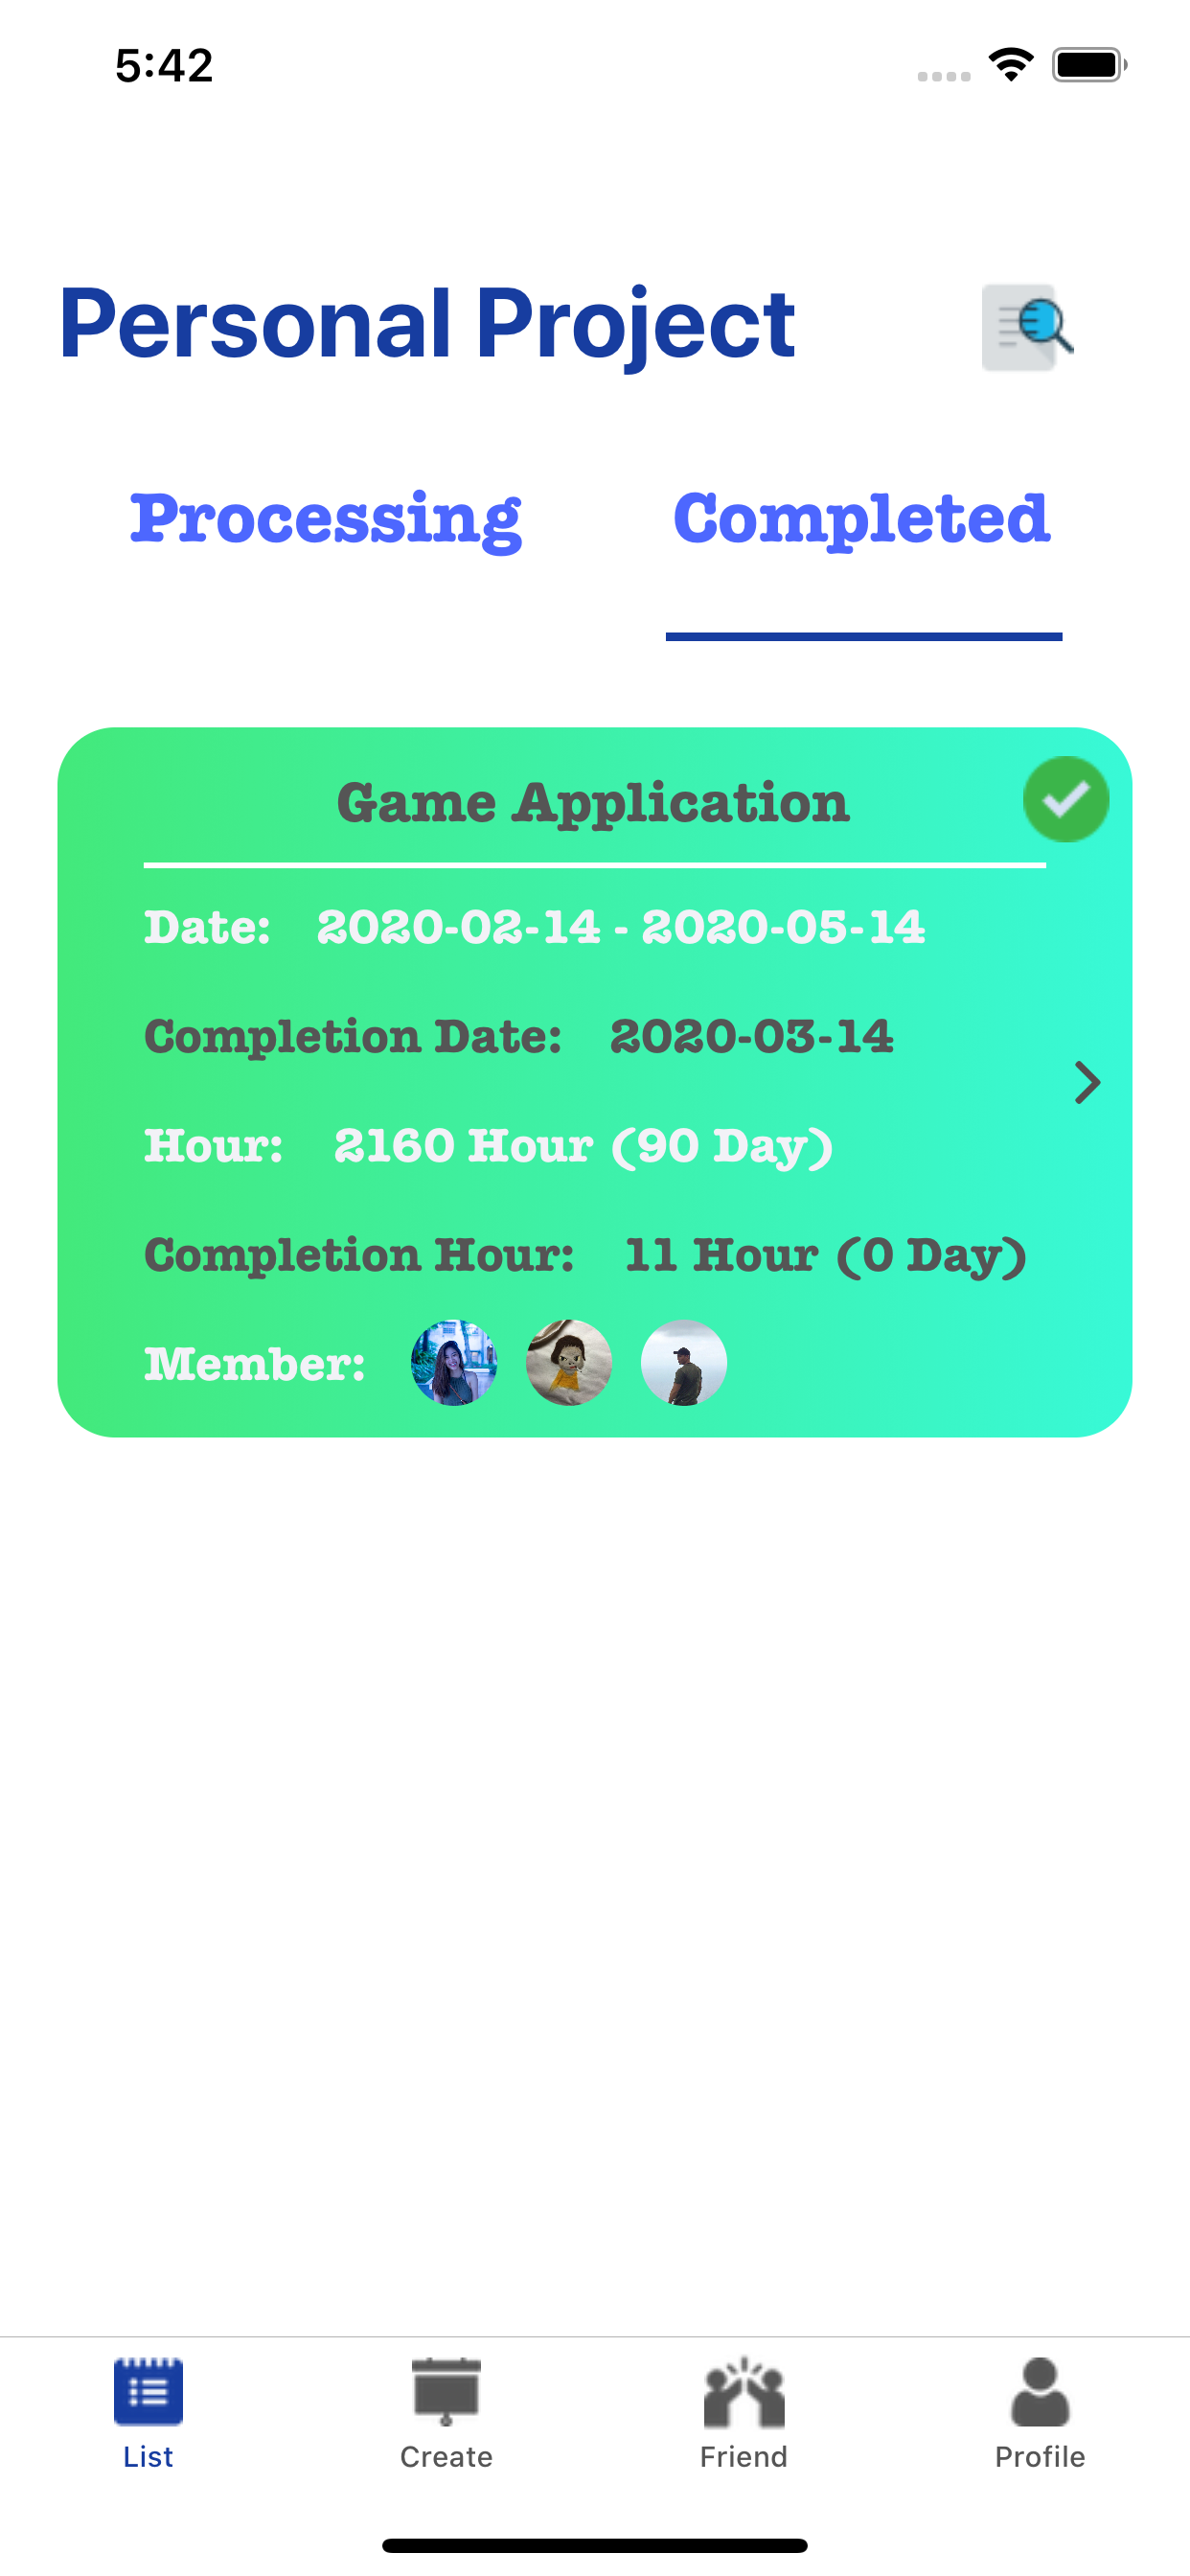 5:42
Personal Project
Processing Completed
Game Application
Date: 2020-02-14 - 2020-05-14
Completion Date: 2020-03-14
Hour: 2160 Hour (90 Day)
Completion Hour: 11 Hour (0 Day)
Member:
List Create Friend Profile